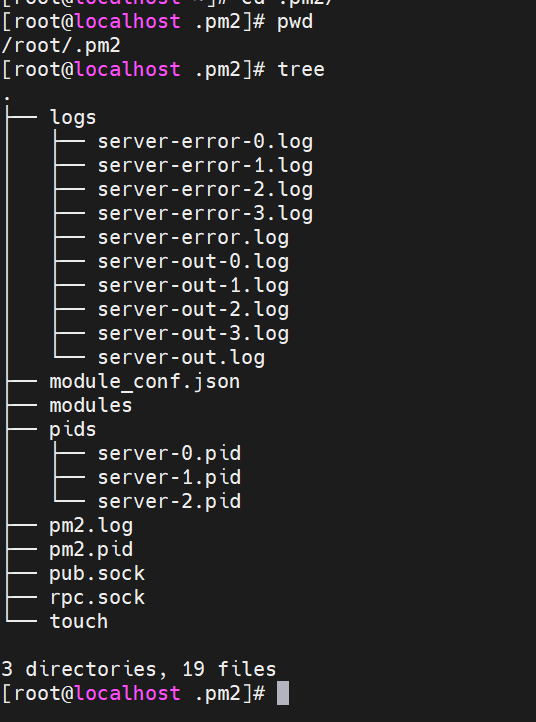 [root@localhost ~]# cd .pm2/
[root@localhost .pm2]# pwd
/root/.pm2
[root@localhost .pm2]# tree
.
├── logs
│   ├── server-error-0.log
│   ├── server-error-1.log
│   ├── server-error-2.log
│   ├── server-error-3.log
│   ├── server-error.log
│   ├── server-out-0.log
│   ├── server-out-1.log
│   ├── server-out-2.log
│   ├── server-out-3.log
│   └── server-out.log
├── module_conf.json
├── modules
├── pids
│   ├── server-0.pid
│   ├── server-1.pid
│   └── server-2.pid
├── pm2.log
├── pm2.pid
├── pub.sock
├── rpc.sock
└── touch
3 directories, 19 files
[root@localhost .pm2]#